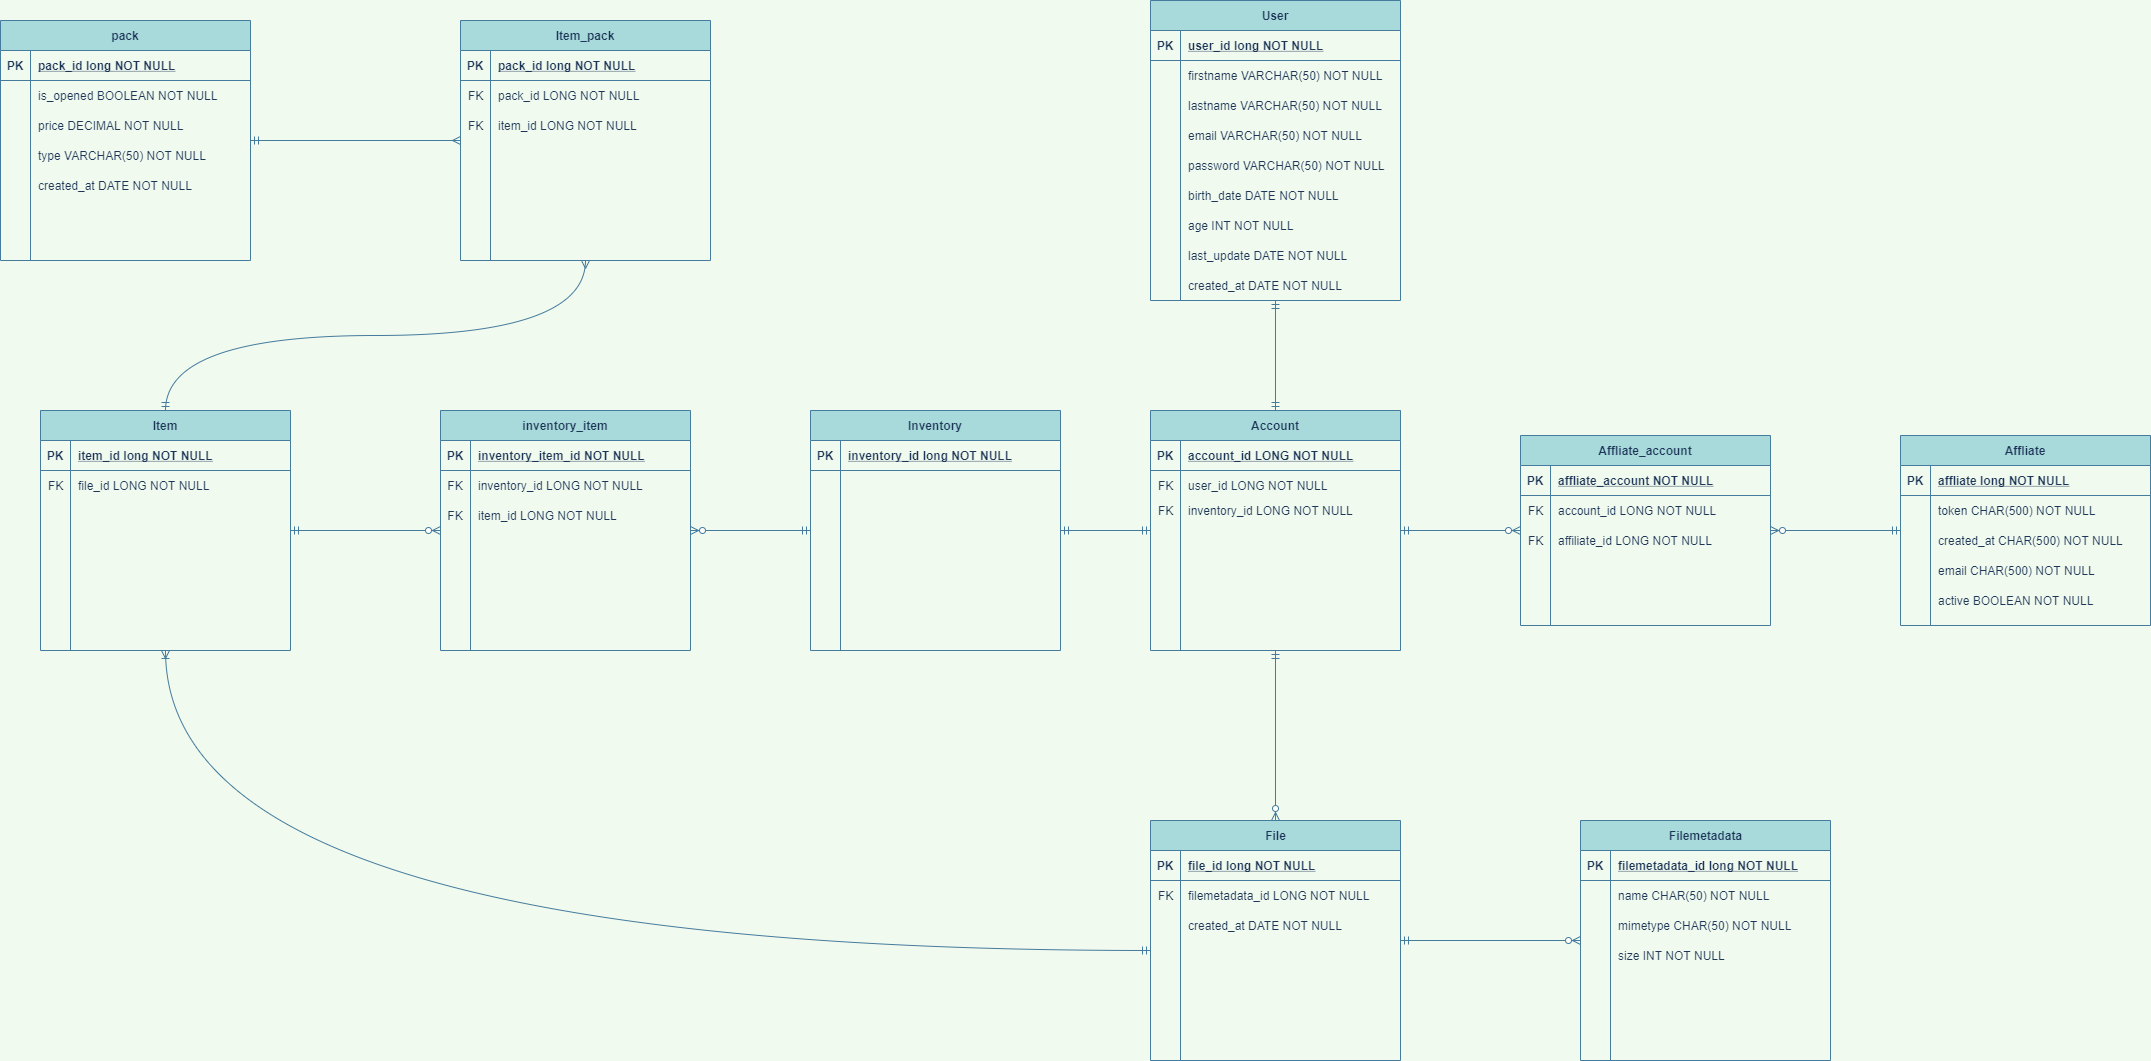 pack
PK pack_id long NOT NULL
is_opened BOOLEAN NOT NULL
price DECIMAL NOT NULL
type VARCHAR(50) NOT NULL
created_at DATE NOT NULL
Item_pack
PK pack_id long NOT NULL
FK pack_id LONG NOT NULL
FK item_id LONG NOT NULL
User
PK user_id long NOT NULL
firstname VARCHAR(50) NOT NULL
lastname VARCHAR(50) NOT NULL
email VARCHAR(50) NOT NULL
password VARCHAR(50) NOT NULL
birth_date DATE NOT NULL
age INT NOT NULL
last_update DATE NOT NULL
created_at DATE NOT NULL
Item
PK item_id long NOT NULL
FK file_id LONG NOT NULL
inventory_item
PK inventory_item_id NOT NULL
FK inventory_id LONG NOT NULL
FK item_id LONG NOT NULL
Inventory
PK inventory_id long NOT NULL
Account
PK account_id LONG NOT NULL
FK user_id LONG NOT NULL
FK inventory_id LONG NOT NULL
Affliate_account
PK affliate_account NOT NULL
FK account_id LONG NOT NULL
FK affiliate_id LONG NOT NULL
Affliate
PK affliate long NOT NULL
token CHAR(500) NOT NULL
created_at CHAR(500) NOT NULL
email CHAR(500) NOT NULL
active BOOLEAN NOT NULL
File
PK file_id long NOT NULL
FK filemetadata_id LONG NOT NULL
created_at DATE NOT NULL
Filemetadata
PK filemetadata_id long NOT NULL
name CHAR(50) NOT NULL
mimetype CHAR(50) NOT NULL
size INT NOT NULL